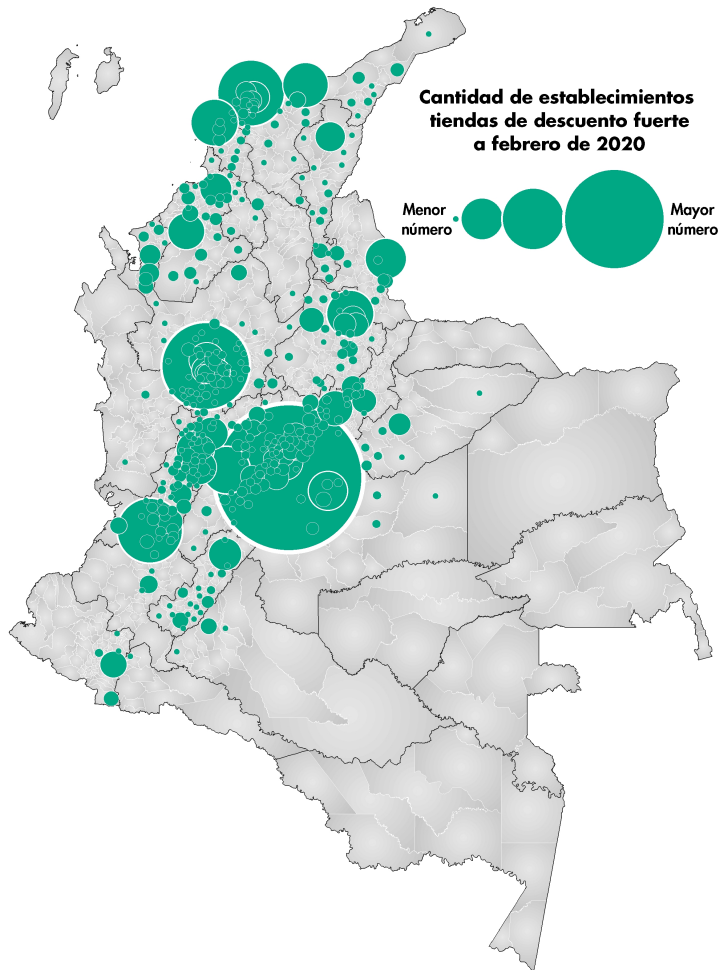 Cantidad de establecimientos
tiendas de descuento fuerte
a febrero de 2020
Menor
número
Mayor
número